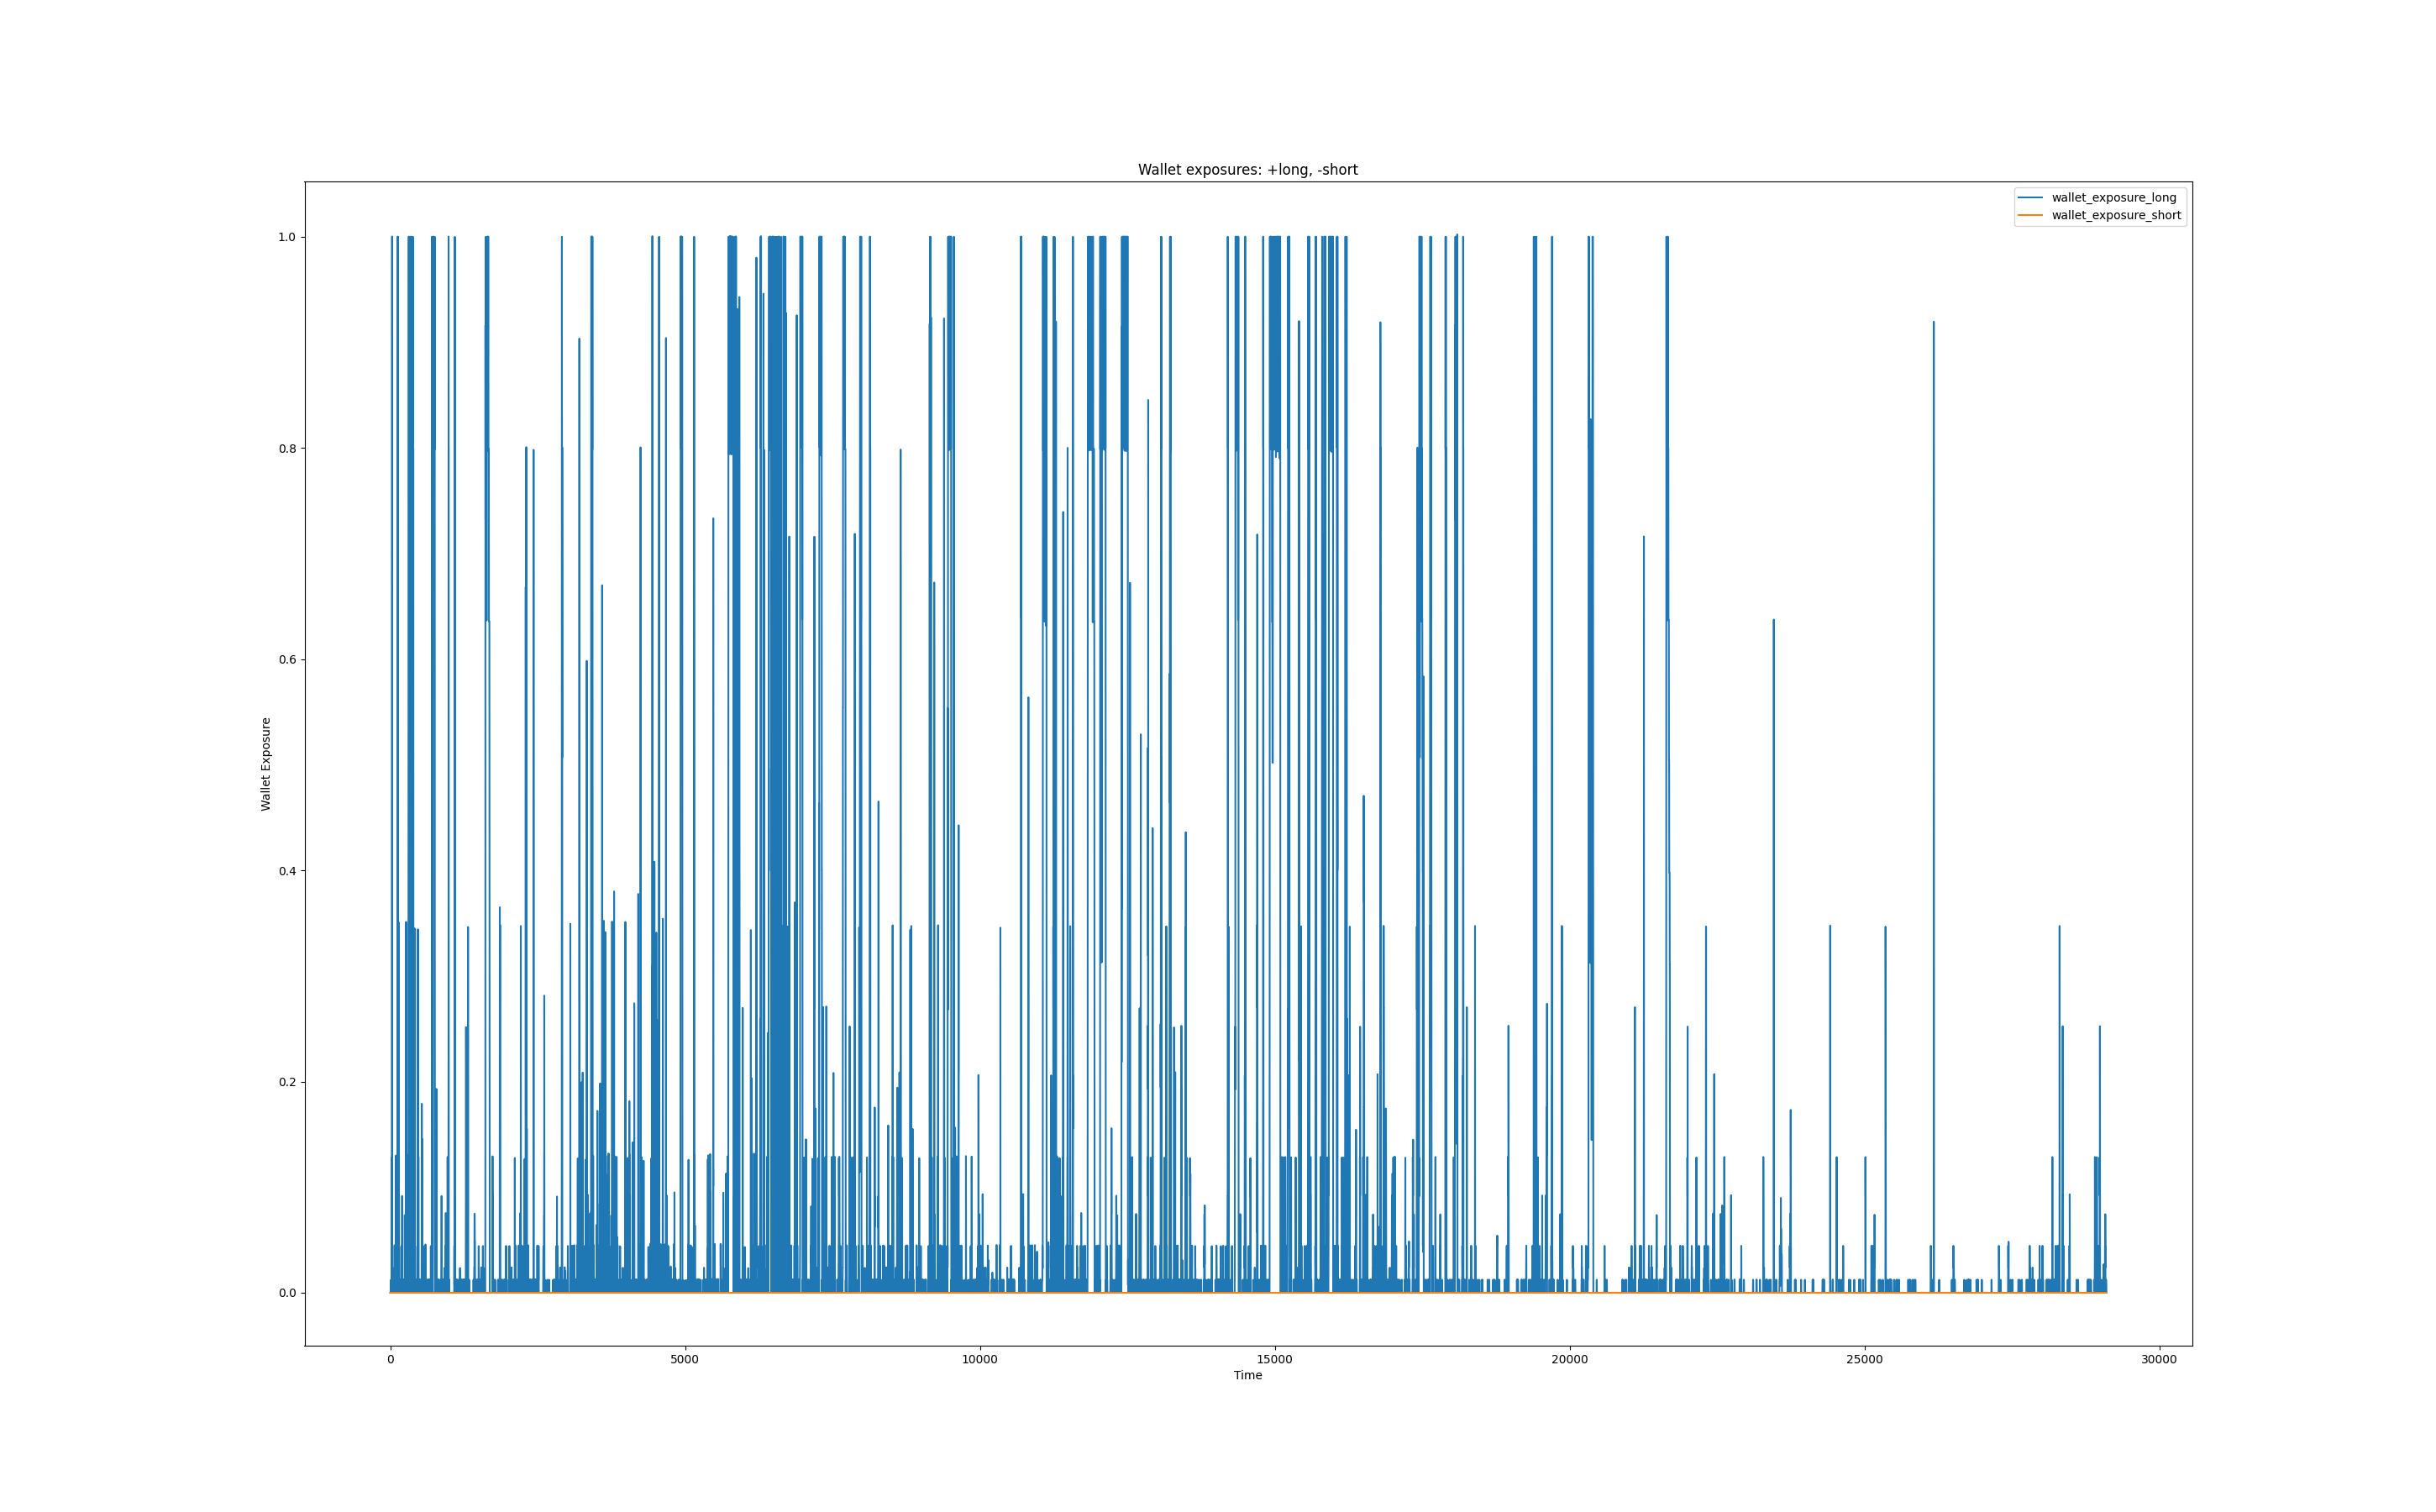 Wallet exposures: +long, -short
wallet_exposure_long
wallet_exposure_short
1.0
0.8
0.6
0.4
0.2
0.0
Wallet Exposure
0 5000 10000 15000 20000 25000 30000
Time